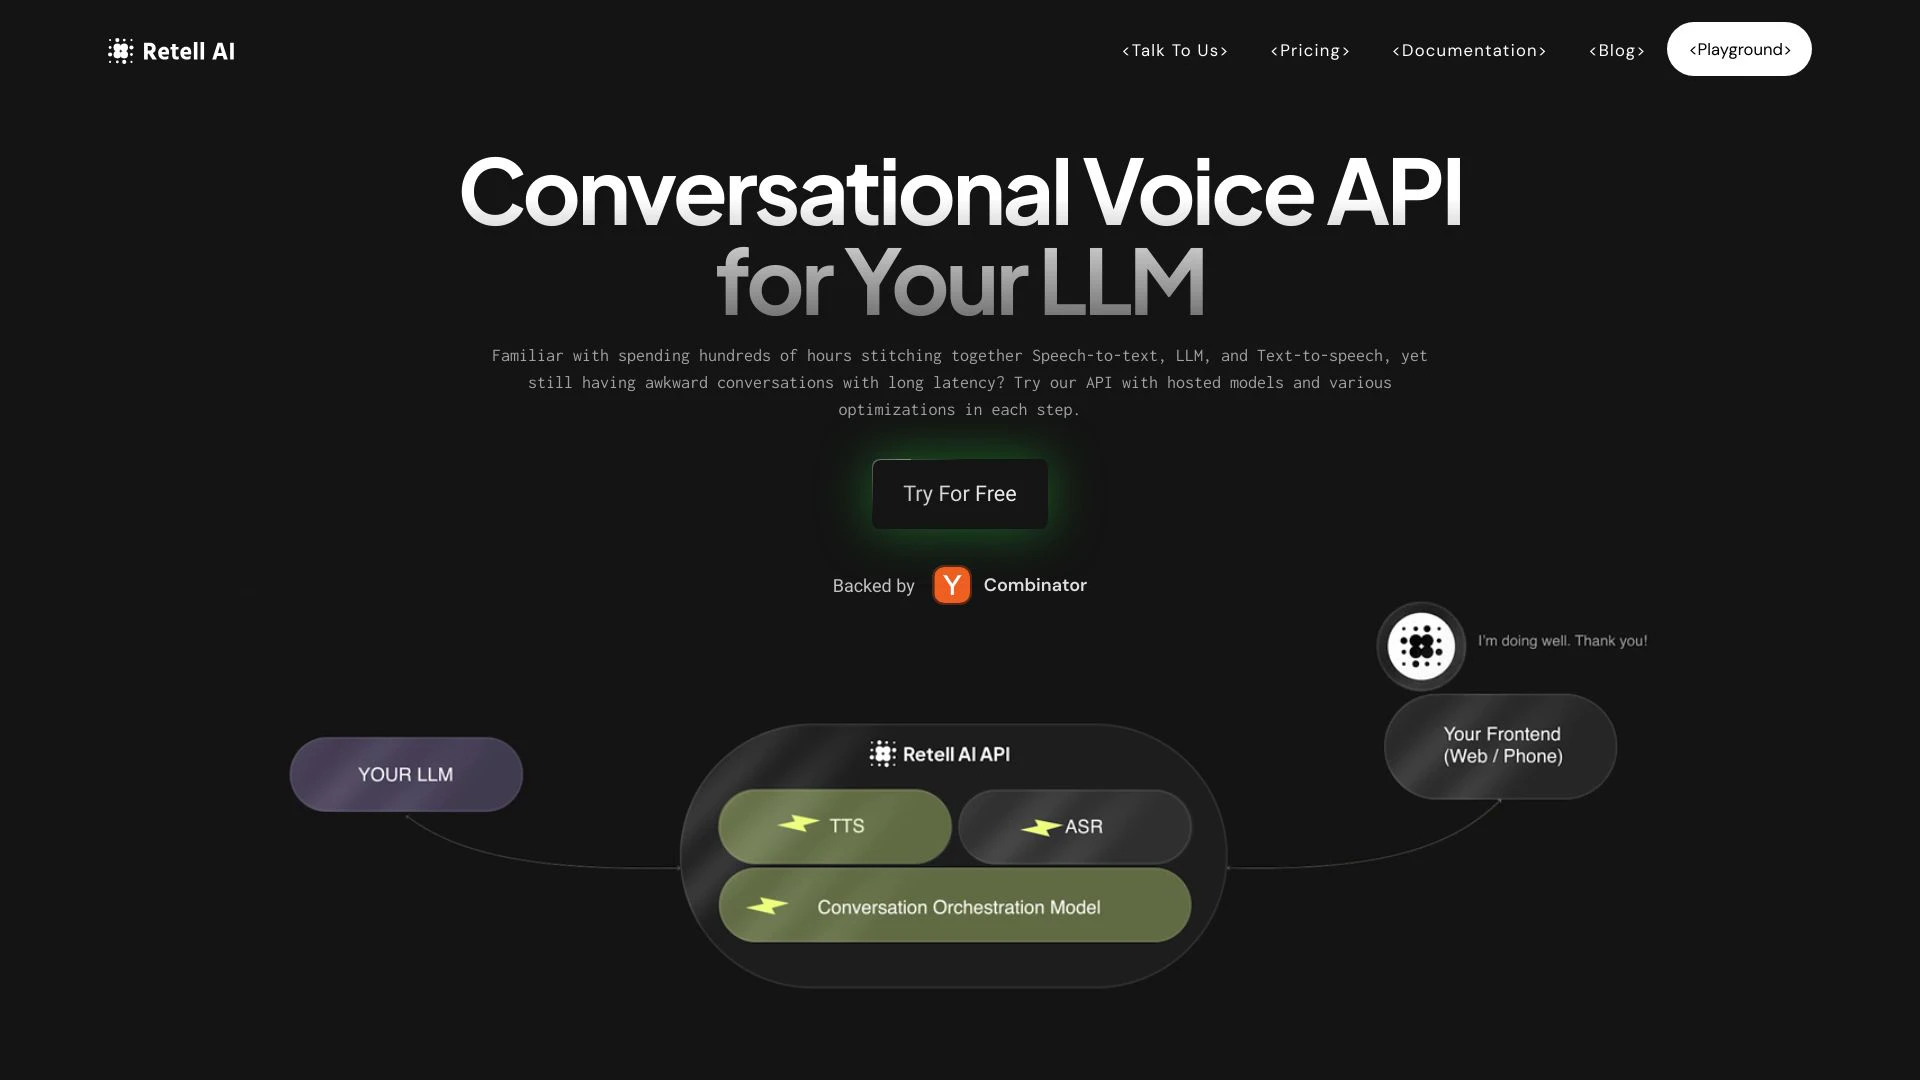 Retell AI
<Talk To Us>
<Pricing>
<Documentation>
<Blog>
<Playground>
Conversational Voice API
for Your LLM
Familiar with spending hundreds of hours stitching together Speech-to-text, LLM, and Text-to-speech, yet
still having awkward conversations with long latency? Try our API with hosted models and various
optimizations in each step.
Try For Free
Backed by Y Combinator
I'm doing well. Thank you!
Your Frontend
(Web / Phone)
YOUR LLM
Retell AI API
TTS
ASR
Conversation Orchestration Model